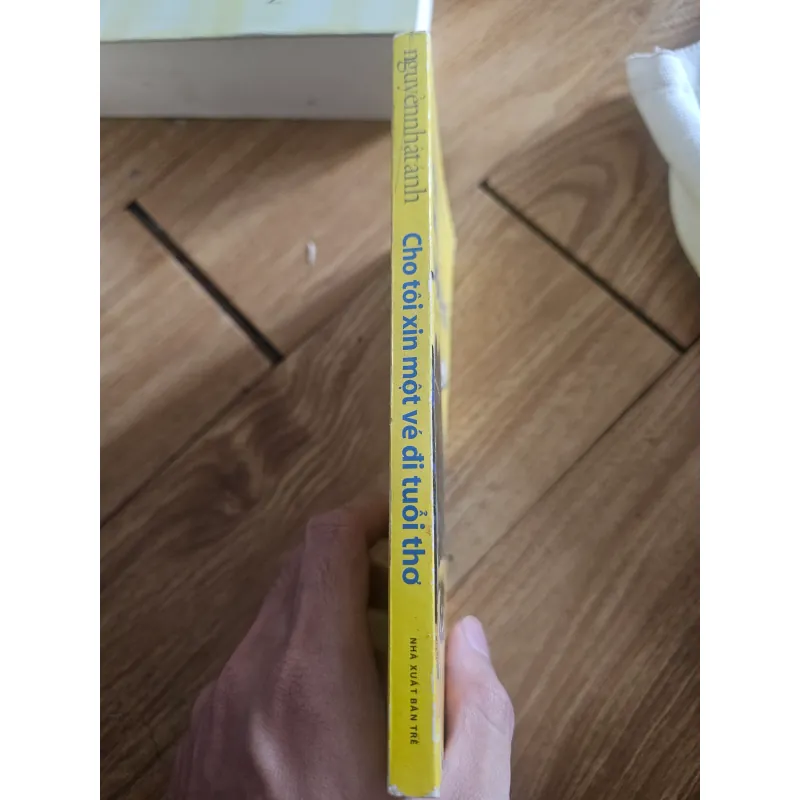 nguyễnnhậtánh
Cho tôi xin một vé đi tuổi thơ
NHÀ XUẤT BẢN TRẺ